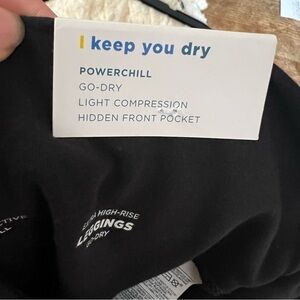 I keep you dry
POWERCHILL
GO-DRY
LIGHT COMPRESSION
HIDDEN FRONT POCKET
HIGH-RISE
LEGGINGS
GO-DRY